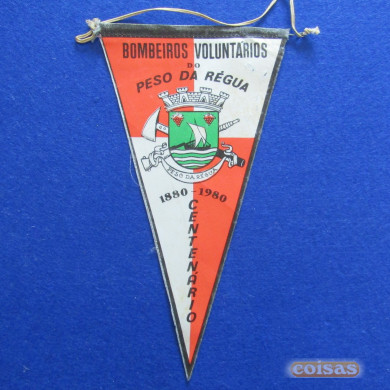 BOMBEIROS VOLUNTÁRIOS
DO
PESO DA RÉGUA
PESO DA RÉGUA
1880 - 1980
CENTENÁRIO
coisas